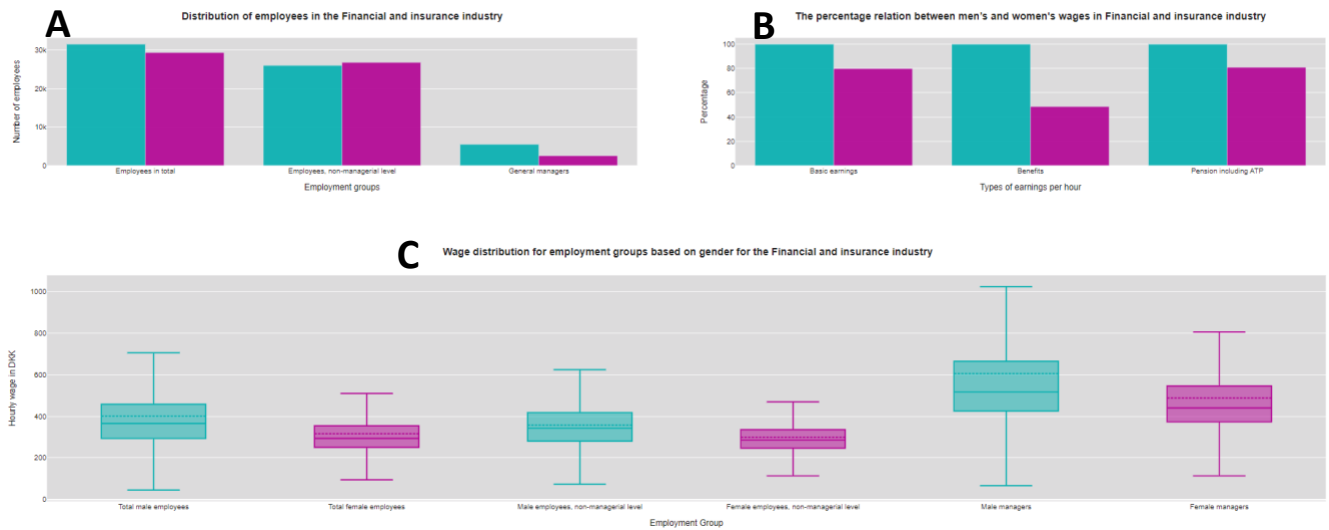 A
Distribution of employees in the Financial and insurance industry
Number of employees
30k
20k
10k
0
Employees in total
Employees, non-managerial level
General managers
Employment groups
B
The percentage relation between men's and women's wages in Financial and insurance industry
Percentage
100
80
60
40
20
0
Basic earnings
Benefits
Pension including ATP
Types of earnings per hour
C
Wage distribution for employment groups based on gender for the Financial and insurance industry
Hourly wage in DKK
1000
800
600
400
200
0
Total male employees
Total female employees
Male employees, non-managerial level
Female employees, non-managerial level
Male managers
Female managers
Employment Group